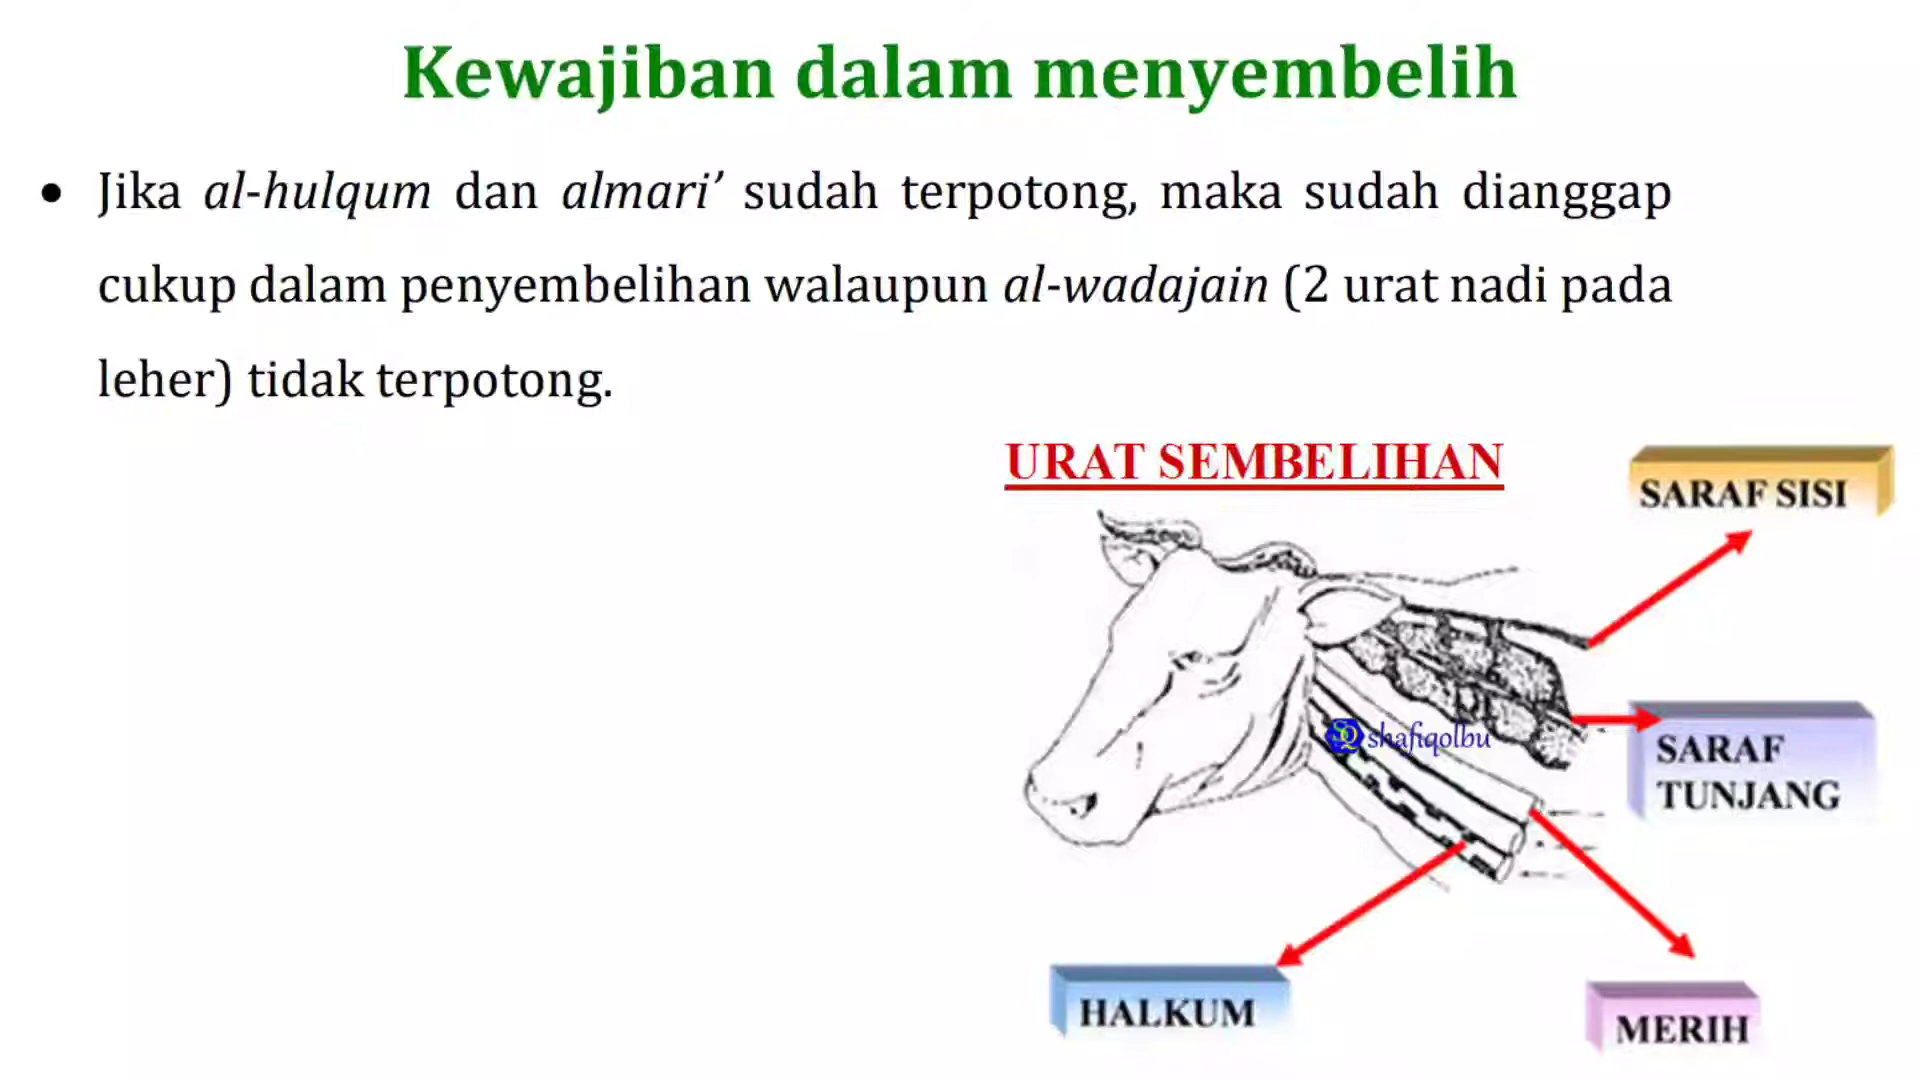 Kewajiban dalam menyembelih
• Jika al-hulqum dan almari’ sudah terpotong, maka sudah dianggap
cukup dalam penyembelihan walaupun al-wadajain (2 urat nadi pada
leher) tidak terpotong.
URAT SEMBELIHAN
SARAF SISI
SQ shafiqolbu
SARAF
TUNJANG
HALKUM
MERIH